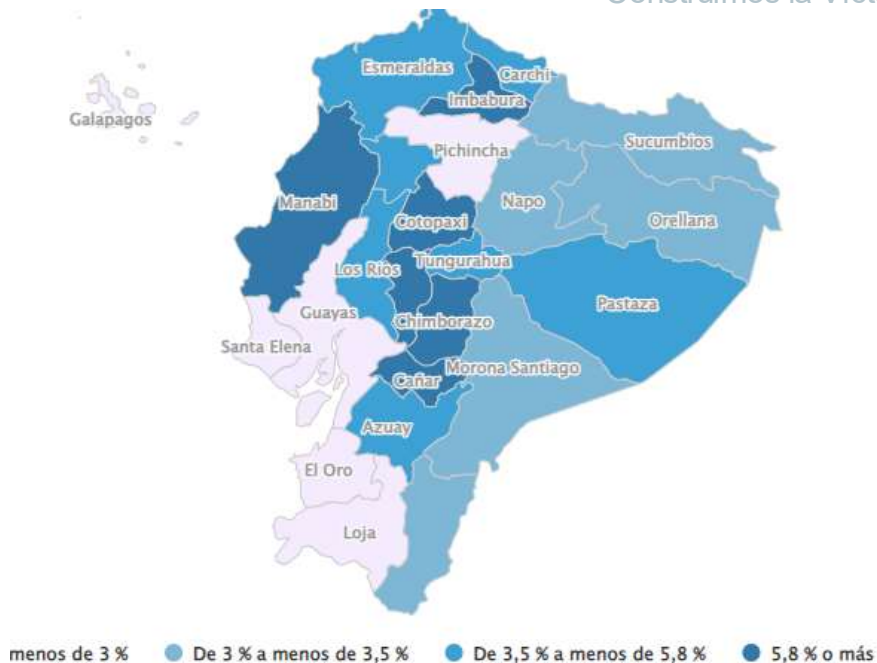 Esmeraldas
Carchi
Imbabura
Galapagos
Pichincha
Sucumbios
Manabi
Cotopaxi
Napo
Orellana
Los Ríos
Tungurahua
Guayas
Chimborazo
Pastaza
Santa Elena
Cañar
Morona Santiago
Azuay
El Oro
Loja
menos de 3 % De 3 % a menos de 3,5 % De 3,5 % a menos de 5,8 % 5,8 % o más